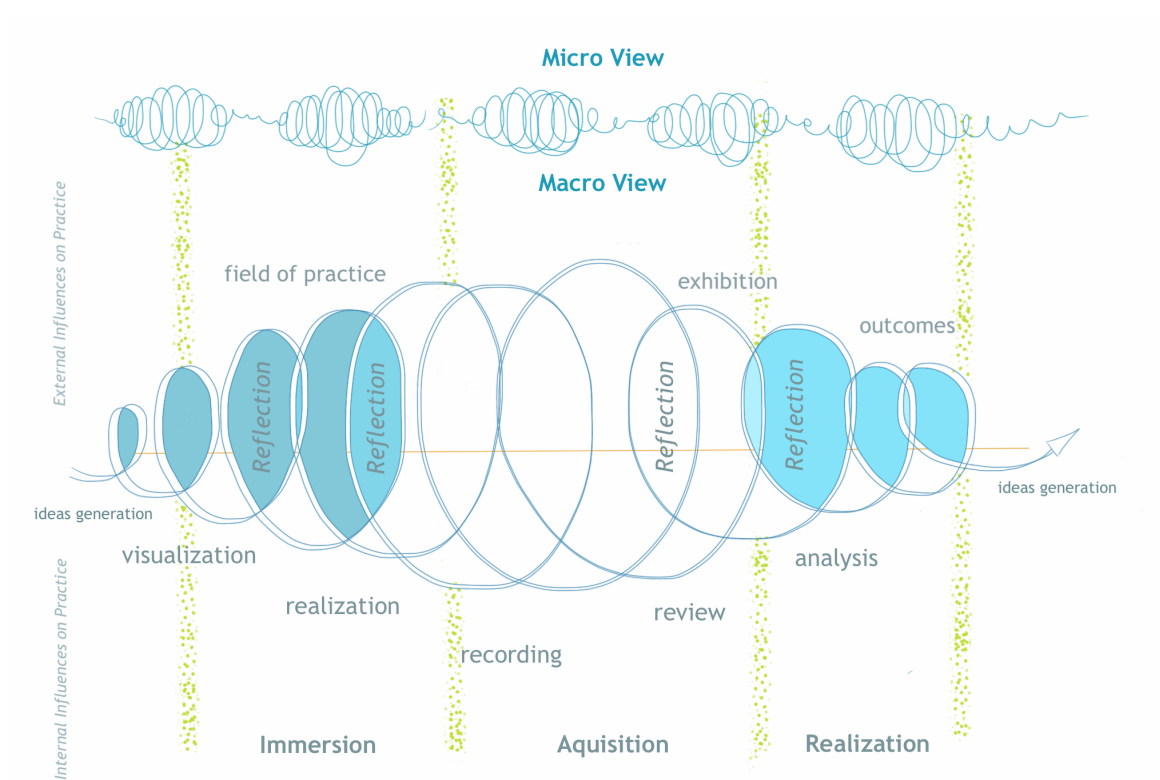 Micro View
Macro View
External Influences on Practice
field of practice
exhibition
outcomes
Reflection
Reflection
Reflection
Reflection
ideas generation
ideas generation
visualization
analysis
realization
review
recording
Internal Influences on Practice
Immersion
Aquisition
Realization